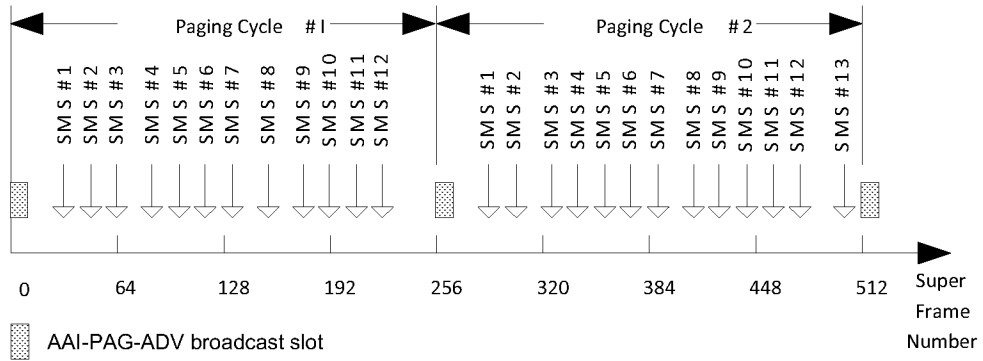 Paging Cycle #1
Paging Cycle #2
SMS #1
SMS #2
SMS #3
SMS #4
SMS #5
SMS #6
SMS #7
SMS #8
SMS #9
SMS #10
SMS #11
SMS #12
SMS #1
SMS #2
SMS #3
SMS #4
SMS #5
SMS #6
SMS #7
SMS #8
SMS #9
SMS #10
SMS #11
SMS #12
SMS #13
0
64
128
192
256
320
384
448
512
Super
Frame
Number
AAI-PAG-ADV broadcast slot